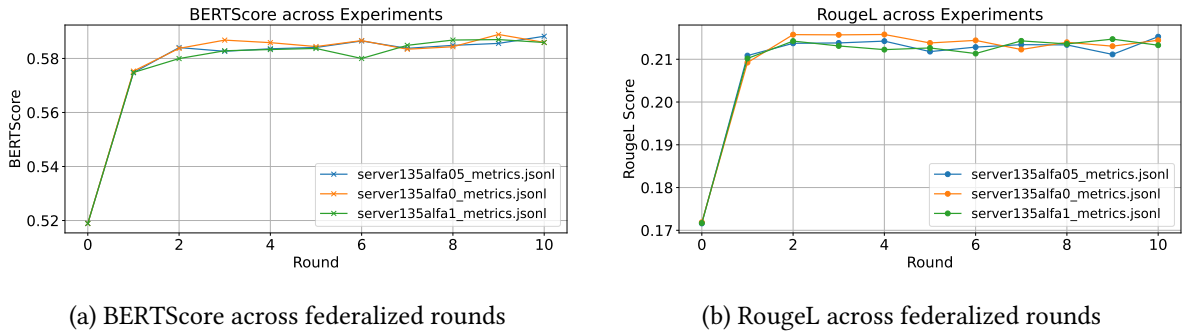 BERTScore across Experiments
BERTScore
0.58
0.56
0.54
0.52
server135alfa05_metrics.jsonl
server135alfa0_metrics.jsonl
server135alfa1_metrics.jsonl
0 2 4 6 8 10
Round
(a) BERTScore across federalized rounds
RougeL across Experiments
RougeL Score
0.21
0.20
0.19
0.18
0.17
server135alfa05_metrics.jsonl
server135alfa0_metrics.jsonl
server135alfa1_metrics.jsonl
0 2 4 6 8 10
Round
(b) RougeL across federalized rounds